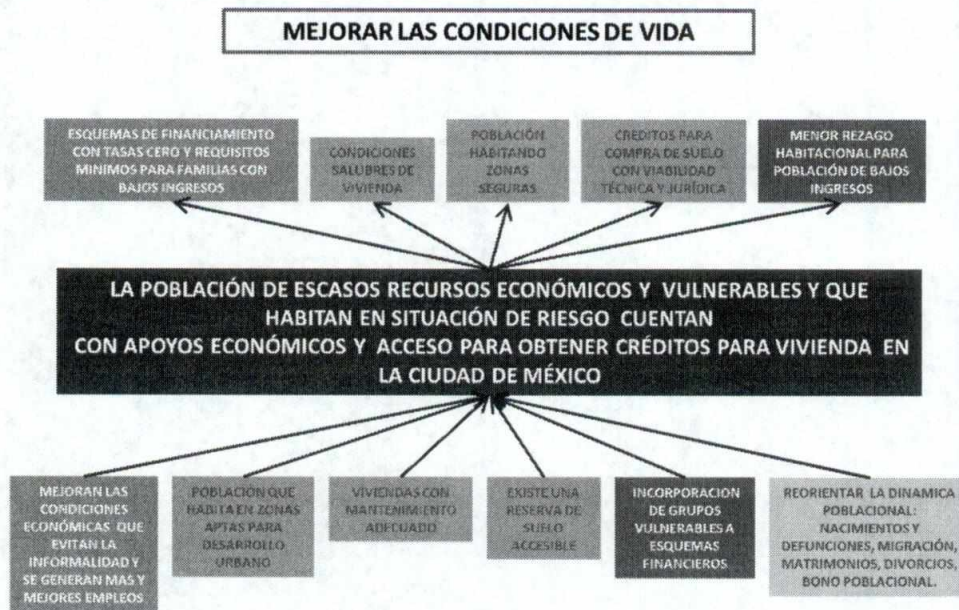 MEJORAR LAS CONDICIONES DE VIDA
ESQUEMAS DE FINANCIAMIENTO
CON TASAS CERO Y REQUISITOS
MINIMOS PARA FAMILIAS CON
BAJOS INGRESOS
CONDICIONES
SALUBRES DE
VIVIENDA
POBLACIÓN
HABITANDO
ZONAS
SEGURAS
CREDITOS PARA
COMPRA DE SUELO
CON VIABILIDAD
TÉCNICA Y JURÍDICA
MENOR REZAGO
HABITACIONAL PARA
POBLACIÓN DE BAJOS
INGRESOS
LA POBLACIÓN DE ESCASOS RECURSOS ECONÓMICOS Y VULNERABLES Y QUE
HABITAN EN SITUACIÓN DE RIESGO CUENTAN
CON APOYOS ECONÓMICOS Y ACCESO PARA OBTENER CRÉDITOS PARA VIVIENDA EN
LA CIUDAD DE MÉXICO
MEJORAN LAS
CONDICIONES
ECONÓMICAS QUE
EVITAN LA
INFORMALIDAD Y
SE GENERAN MAS Y
MEJORES EMPLEOS
POBLACIÓN QUE
HABITA EN ZONAS
APTAS PARA
DESARROLLO
URBANO
VIVIENDAS CON
MANTENIMIENTO
ADECUADO
EXISTE UNA
RESERVA DE
SUELO
ACCESIBLE
INCORPORACION
DE GRUPOS
VULNERABLES A
ESQUEMAS
FINANCIEROS
REORIENTAR LA DINAMICA
POBLACIONAL:
NACIMIENTOS Y
DEFUNCIONES, MIGRACIÓN,
MATRIMONIOS, DIVORCIOS,
BONO POBLACIONAL.